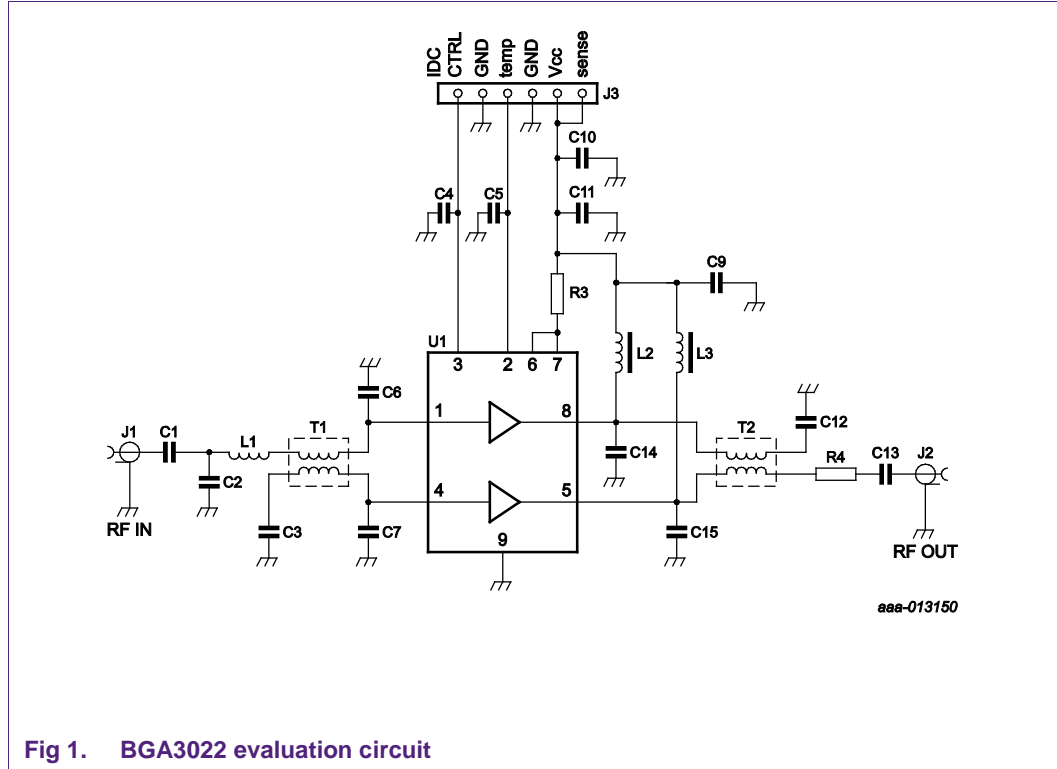 IDC
CTRL
GND
temp
GND
Vcc
sense
J3
C10
C4
C5
C11
C9
R3
L2
L3
U1
3
2
6
7
C6
J1
C1
L1
T1
1
8
C14
T2
C12
R4
C13
J2
C2
C3
4
5
C7
C15
9
RF IN
RF OUT
aaa-013150
Fig 1. BGA3022 evaluation circuit